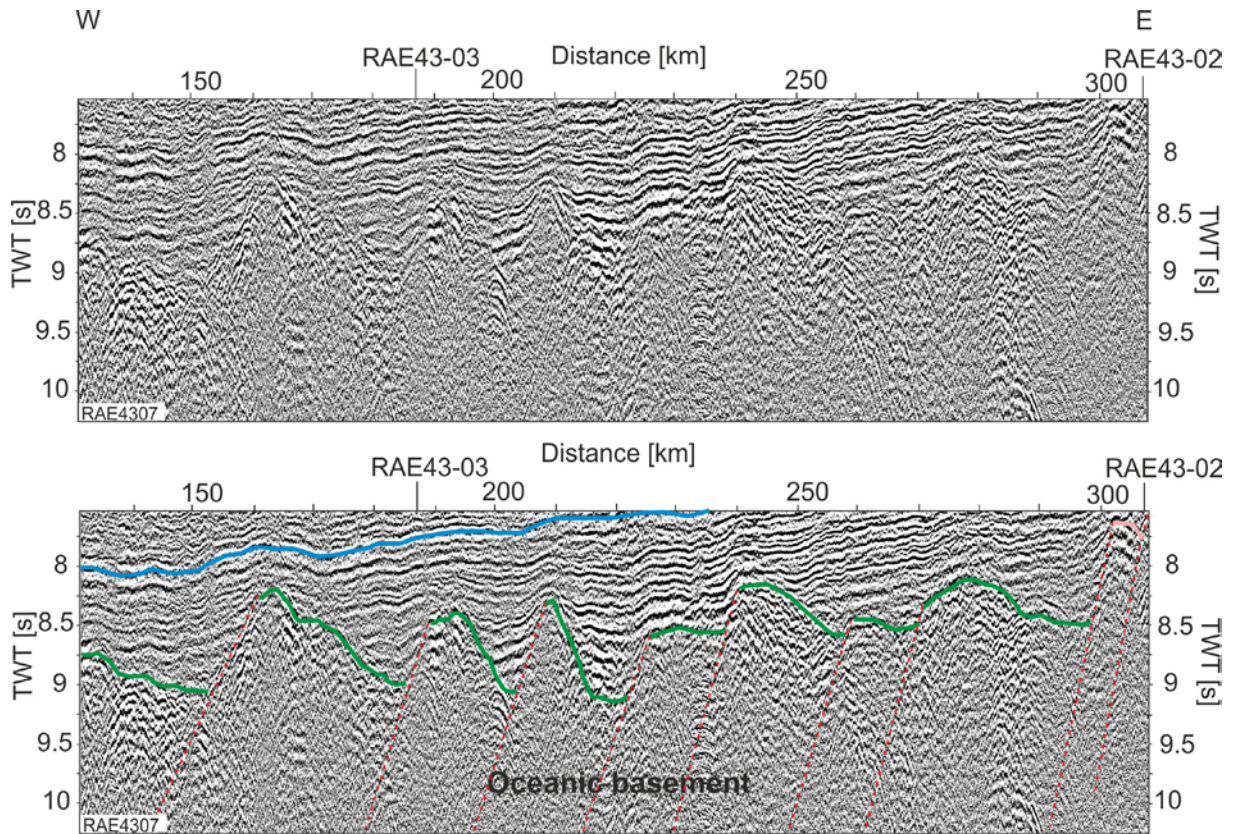 W E
RAE43-03 Distance [km] RAE43-02
150 200 250 300
8 8
8.5 8.5
9 9
9.5 9.5
10 10
TWT [s] TWT [s]
RAE4307
Distance [km]
RAE43-03 RAE43-02
150 200 250 300
8 8
8.5 8.5
9 9
9.5 9.5
10 10
TWT [s] TWT [s]
Oceanic basement
RAE4307